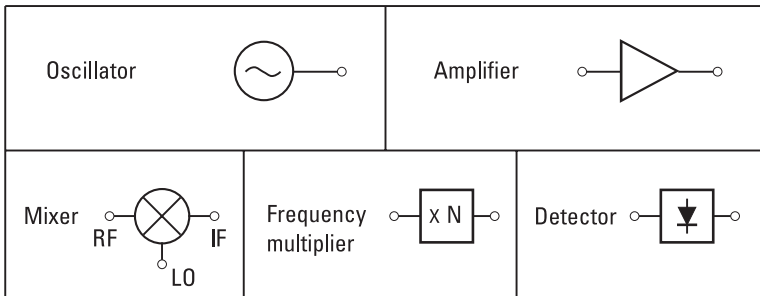 Oscillator
Amplifier
Mixer
RF
IF
LO
Frequency
multiplier
x N
Detector